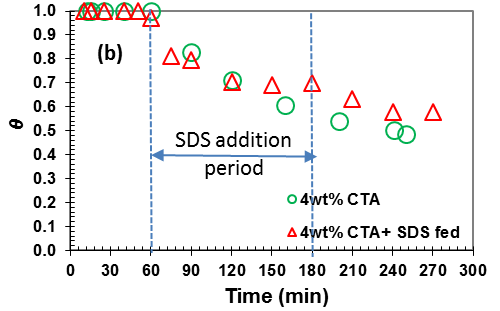 1.0
(b)
0.9
0.8
0.7
0.6
θ
0.5
SDS addition
period
0.4
0.3
0.2
4wt% CTA
0.1
4wt% CTA+ SDS fed
0.0
0 30 60 90 120 150 180 210 240 270 300
Time (min)